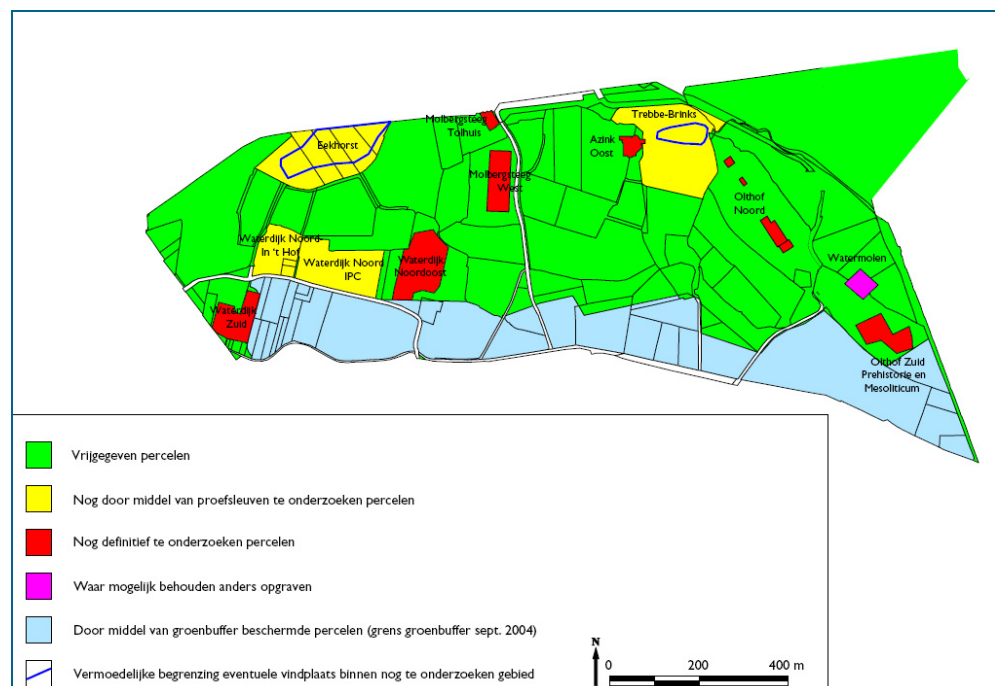 Trebbe-Brinks
Molbergsteeg
Tolhuis
Azink
Oost
Eekhorst
Molbergsteeg
West
Olthof
Noord
Waterdijk Noord-
In 't Hof
Waterdijk Noord
IPC
Waterdijk
Noordoost
Watermolen
Waterdijk
Zuid
Olthof Zuid
Prehistorie en
Mesoliticum
Vrijgegeven percelen
Nog door middel van proefsleuven te onderzoeken percelen
Nog definitief te onderzoeken percelen
Waar mogelijk behouden anders opgraven
Door middel van groenbuffer beschermde percelen (grens groenbuffer sept. 2004)
Vermoedelijke begrenzing eventuele vindplaats binnen nog te onderzoeken gebied
N
0 200 400 m